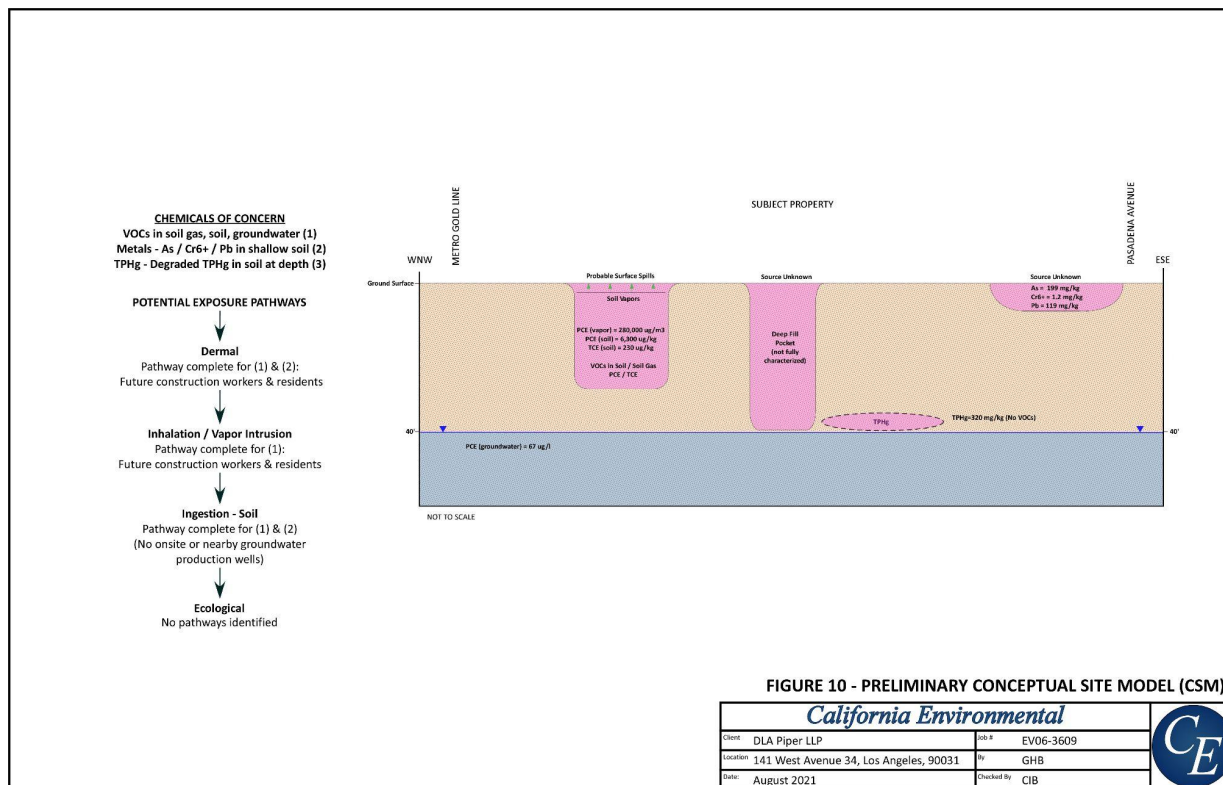 CHEMICALS OF CONCERN
VOCs in soil gas, soil, groundwater (1)
Metals - As / Cr6+ / Pb in shallow soil (2)
TPHg - Degraded TPHg in soil at depth (3)
POTENTIAL EXPOSURE PATHWAYS
Dermal
Pathway complete for (1) & (2):
Future construction workers & residents
Inhalation / Vapor Intrusion
Pathway complete for (1):
Future construction workers & residents
Ingestion - Soil
Pathway complete for (1) & (2)
(No onsite or nearby groundwater
production wells)
Ecological
No pathways identified
WNW
METRO GOLD LINE
SUBJECT PROPERTY
PASADENA AVENUE
ESE
Ground Surface
Probable Surface Spills
Soil Vapors
PCE (vapor) = 280,000 ug/m3
PCE (soil) = 6,300 ug/kg
TCE (soil) = 230 ug/kg
VOCs in Soil / Soil Gas
PCE / TCE
Source Unknown
Deep Fill
Pocket
(not fully
characterized)
Source Unknown
As = 199 mg/kg
Cr6+ = 1.2 mg/kg
Pb = 119 mg/kg
TPHg
TPHg=320 mg/kg (No VOCs)
40'
40'
PCE (groundwater) = 67 ug/l
NOT TO SCALE
FIGURE 10 - PRELIMINARY CONCEPTUAL SITE MODEL (CSM)
California Environmental
Client DLA Piper LLP
Job # EV06-3609
Location 141 West Avenue 34, Los Angeles, 90031
By GHB
Date: August 2021
Checked By CIB
CE